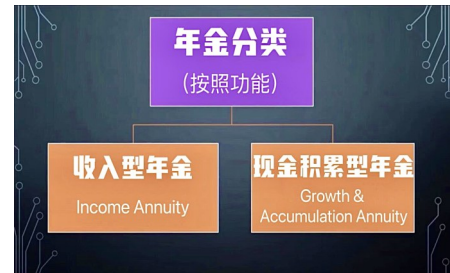 年金分类
(按照功能)
收入型年金
Income Annuity
现金积累型年金
Growth &
Accumulation Annuity